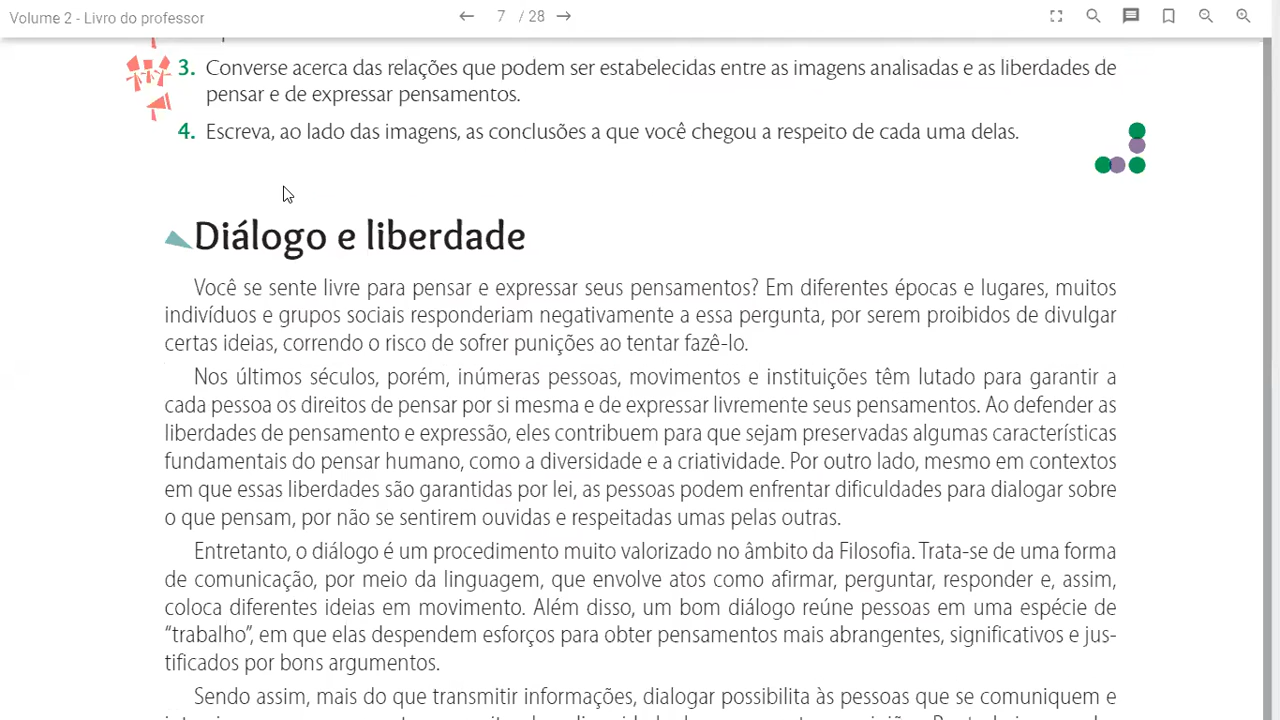 Volume 2 - Livro do professor
7 / 28
3. Converse acerca das relações que podem ser estabelecidas entre as imagens analisadas e as liberdades de
pensar e de expressar pensamentos.
4. Escreva, ao lado das imagens, as conclusões a que você chegou a respeito de cada uma delas.
Diálogo e liberdade
Você se sente livre para pensar e expressar seus pensamentos? Em diferentes épocas e lugares, muitos
indivíduos e grupos sociais responderiam negativamente a essa pergunta, por serem proibidos de divulgar
certas ideias, correndo o risco de sofrer punições ao tentar fazê-lo.
Nos últimos séculos, porém, inúmeras pessoas, movimentos e instituições têm lutado para garantir a
cada pessoa os direitos de pensar por si mesma e de expressar livremente seus pensamentos. Ao defender as
liberdades de pensamento e expressão, eles contribuem para que sejam preservadas algumas características
fundamentais do pensar humano, como a diversidade e a criatividade. Por outro lado, mesmo em contextos
em que essas liberdades são garantidas por lei, as pessoas podem enfrentar dificuldades para dialogar sobre
o que pensam, por não se sentirem ouvidas e respeitadas umas pelas outras.
Entretanto, o diálogo é um procedimento muito valorizado no âmbito da Filosofia. Trata-se de uma forma
de comunicação, por meio da linguagem, que envolve atos como afirmar, perguntar, responder e, assim,
coloca diferentes ideias em movimento. Além disso, um bom diálogo reúne pessoas em uma espécie de
“trabalho”, em que elas despendem esforços para obter pensamentos mais abrangentes, significativos e jus-
tificados por bons argumentos.
Sendo assim, mais do que transmitir informações, dialogar possibilita às pessoas que se comuniquem e